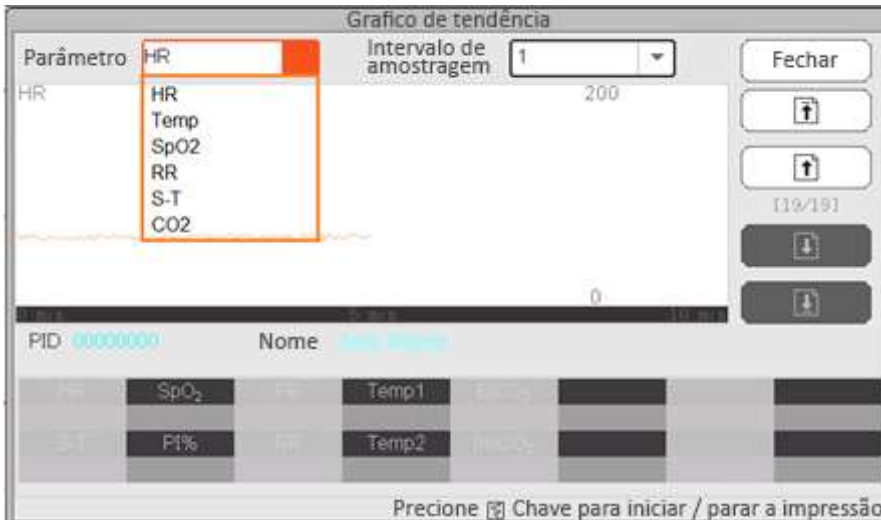 Grafico de tendência
Parâmetro HR Intervalo de amostragem 1 Fechar
HR 200
HR
Temp
SpO2
RR
S-T
CO2
[19/19]
0
PID 00000000 Nome
SpO₂ Temp1
S-T PI% Temp2
Precione Chave para iniciar / parar a impressão